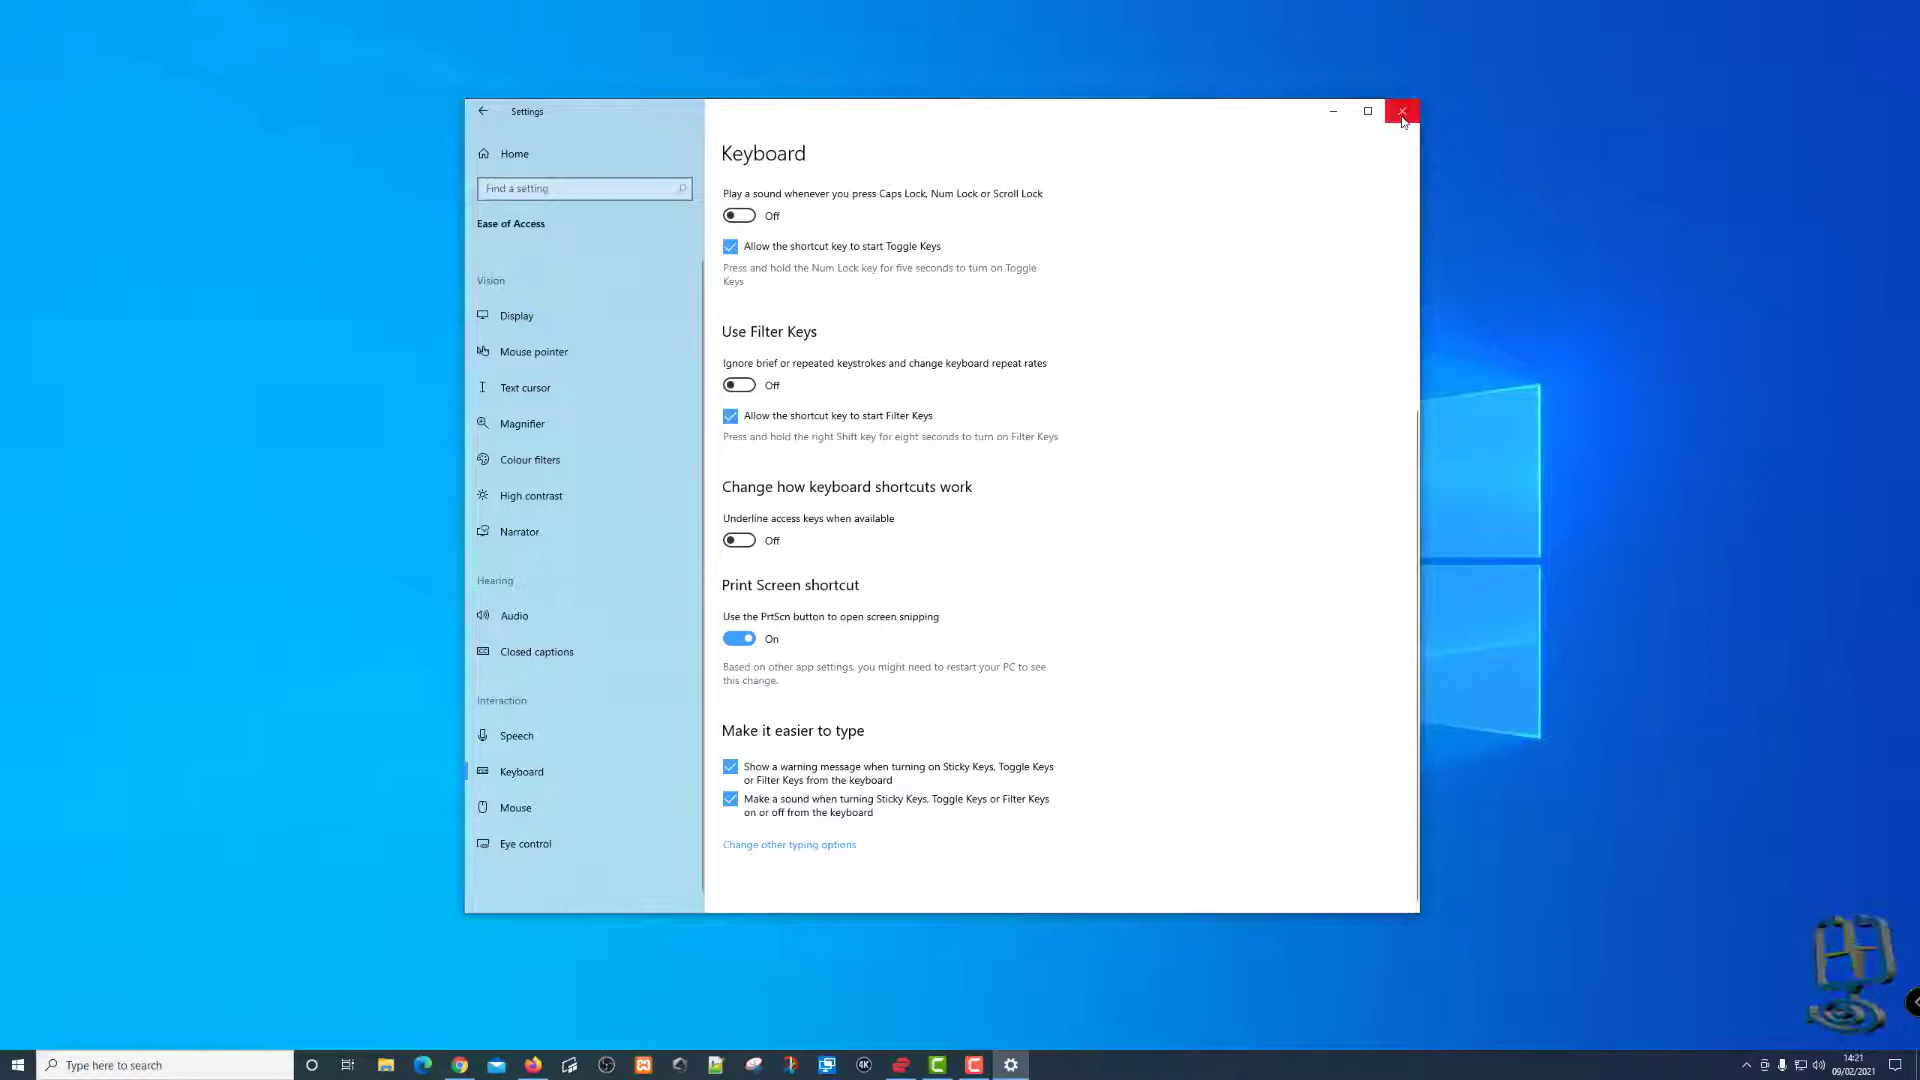 Settings
Home
Find a setting
Ease of Access
Vision
Display
Mouse pointer
Text cursor
Magnifier
Colour filters
High contrast
Narrator
Hearing
Audio
Closed captions
Interaction
Speech
Keyboard
Mouse
Eye control
Keyboard
Play a sound whenever you press Caps Lock, Num Lock or Scroll Lock
Off
Allow the shortcut key to start Toggle Keys
Press and hold the Num Lock key for five seconds to turn on Toggle
Keys
Use Filter Keys
Ignore brief or repeated keystrokes and change keyboard repeat rates
Off
Allow the shortcut key to start Filter Keys
Press and hold the right Shift key for eight seconds to turn on Filter Keys
Change how keyboard shortcuts work
Underline access keys when available
Off
Print Screen shortcut
Use the PrtScn button to open screen snipping
On
Based on other app settings, you might need to restart your PC to see
this change.
Make it easier to type
Show a warning message when turning on Sticky Keys, Toggle Keys
or Filter Keys from the keyboard
Make a sound when turning Sticky Keys, Toggle Keys or Filter Keys
on or off from the keyboard
Change other typing options
Type here to search
4K
14:21
09/02/2021